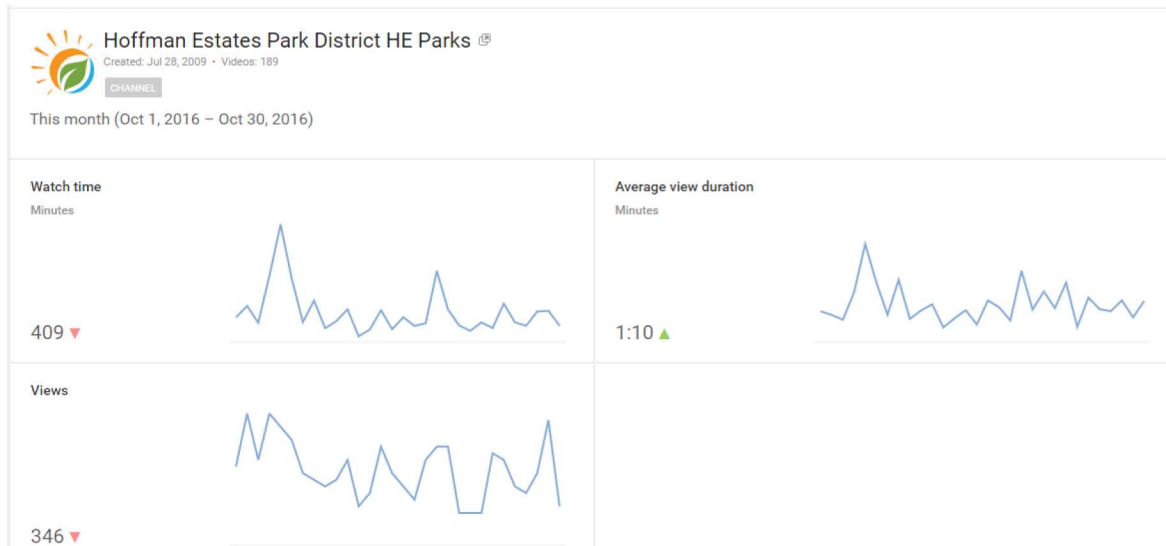 Hoffman Estates Park District HE Parks
Created: Jul 28, 2009 • Videos: 189
CHANNEL
This month (Oct 1, 2016 – Oct 30, 2016)
Watch time
Minutes
409
Average view duration
Minutes
1:10
Views
346